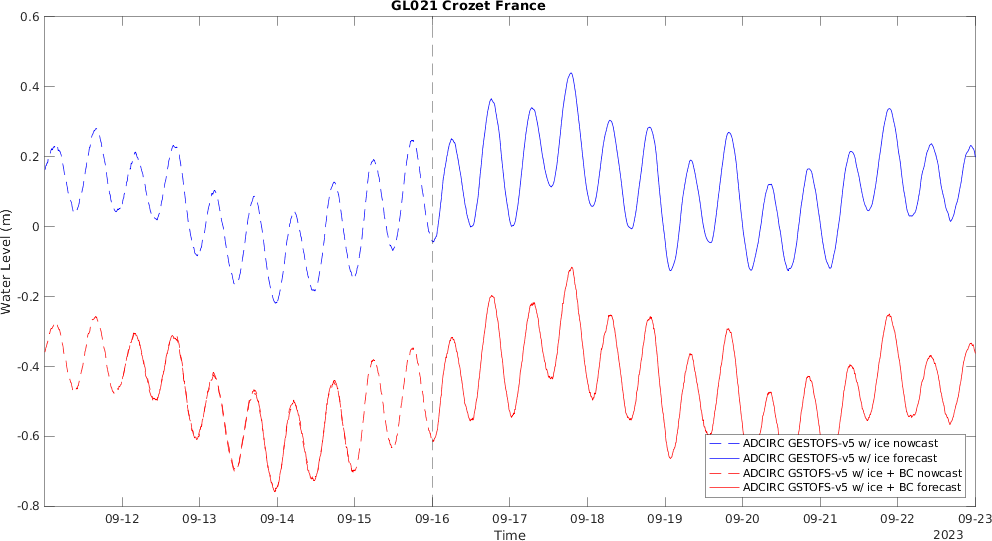 GL021 Crozet France
0.6
0.4
0.2
0
-0.2
-0.4
-0.6
-0.8
Water Level (m)
ADCIRC GESTOFS-v5 w/ ice nowcast
ADCIRC GESTOFS-v5 w/ ice forecast
ADCIRC GSTOFS-v5 w/ ice + BC nowcast
ADCIRC GSTOFS-v5 w/ ice + BC forecast
09-12 09-13 09-14 09-15 09-16 09-17 09-18 09-19 09-20 09-21 09-22 09-23
Time
2023